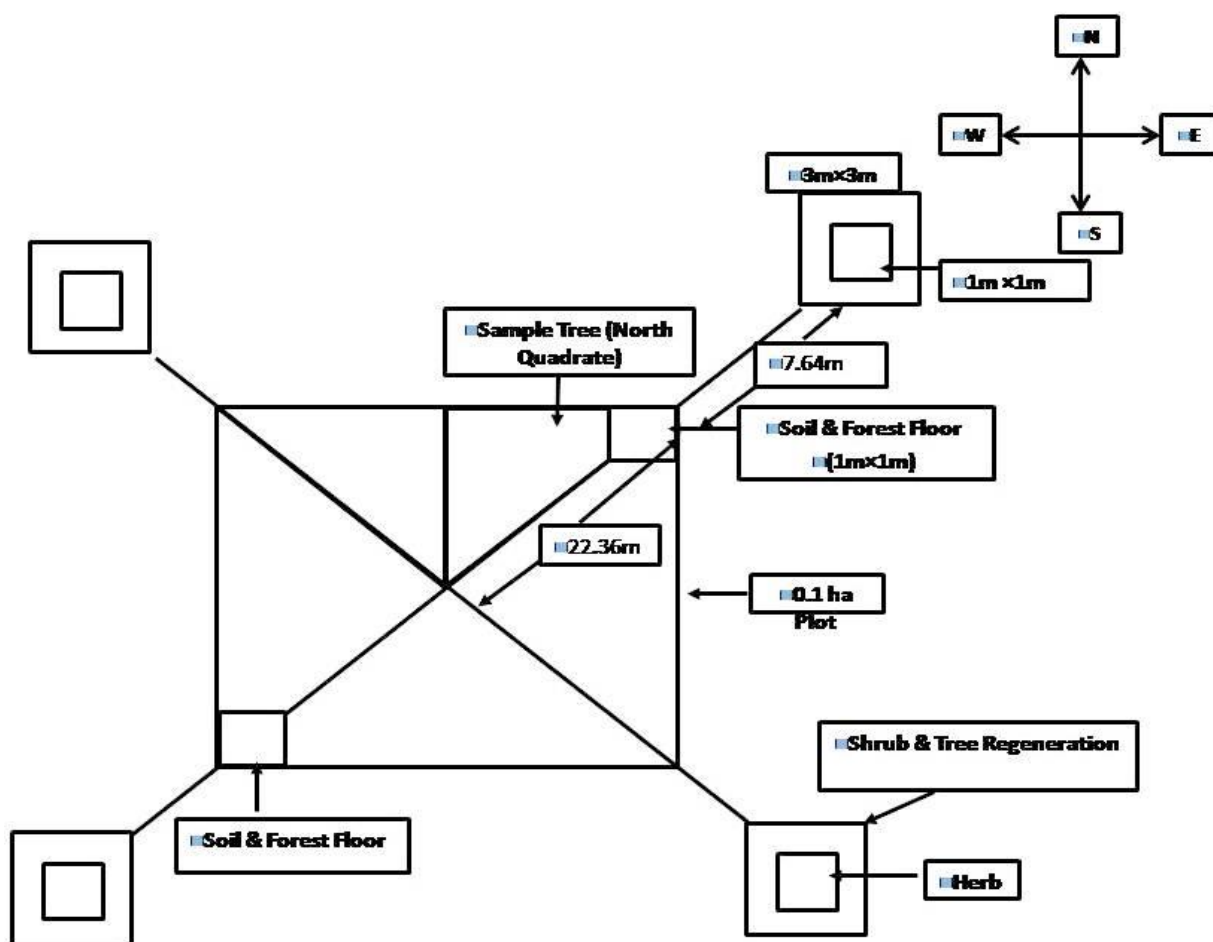 N
W
E
3m×3m
S
1m ×1m
Sample Tree (North
Quadrate)
7.64m
Soil & Forest Floor
(1m×1m)
22.36m
0.1 ha
Plot
Shrub & Tree Regeneration
Soil & Forest Floor
Herb